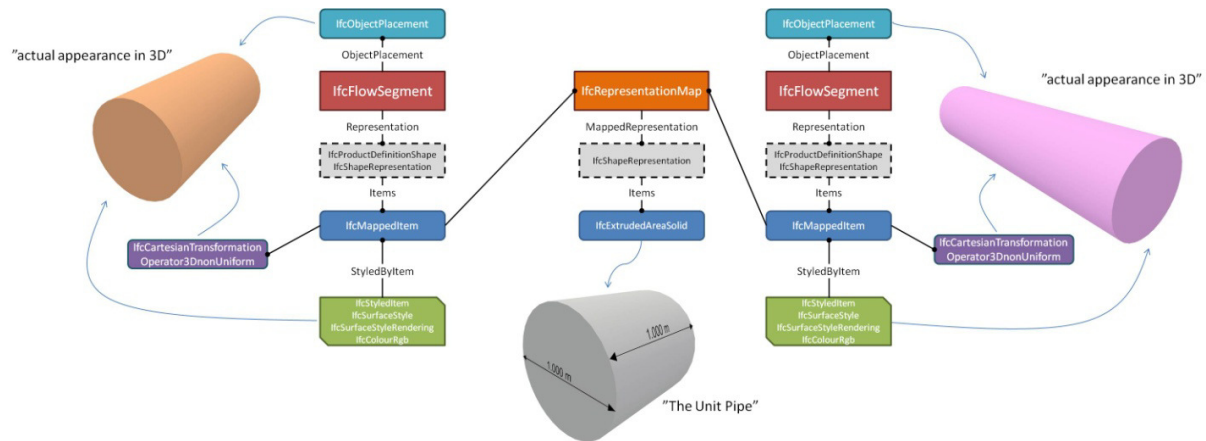 IfcObjectPlacement
”actual appearance in 3D”
ObjectPlacement
IfcFlowSegment
Representation
IfcProductDefinitionShape
IfcShapeRepresentation
Items
IfcMappedItem
IfcCartesianTransformation
Operator3DnonUniform
StyledByItem
IfcStyledItem
IfcSurfaceStyle
IfcSurfaceStyleRendering
IfcColourRgb
IfcRepresentationMap
MappedRepresentation
IfcShapeRepresentation
Items
IfcExtrudedAreaSolid
1.000 m
1.000 m
”The Unit Pipe”
IfcObjectPlacement
ObjectPlacement
”actual appearance in 3D”
IfcFlowSegment
Representation
IfcProductDefinitionShape
IfcShapeRepresentation
Items
IfcMappedItem
IfcCartesianTransformation
Operator3DnonUniform
StyledByItem
IfcStyledItem
IfcSurfaceStyle
IfcSurfaceStyleRendering
IfcColourRgb